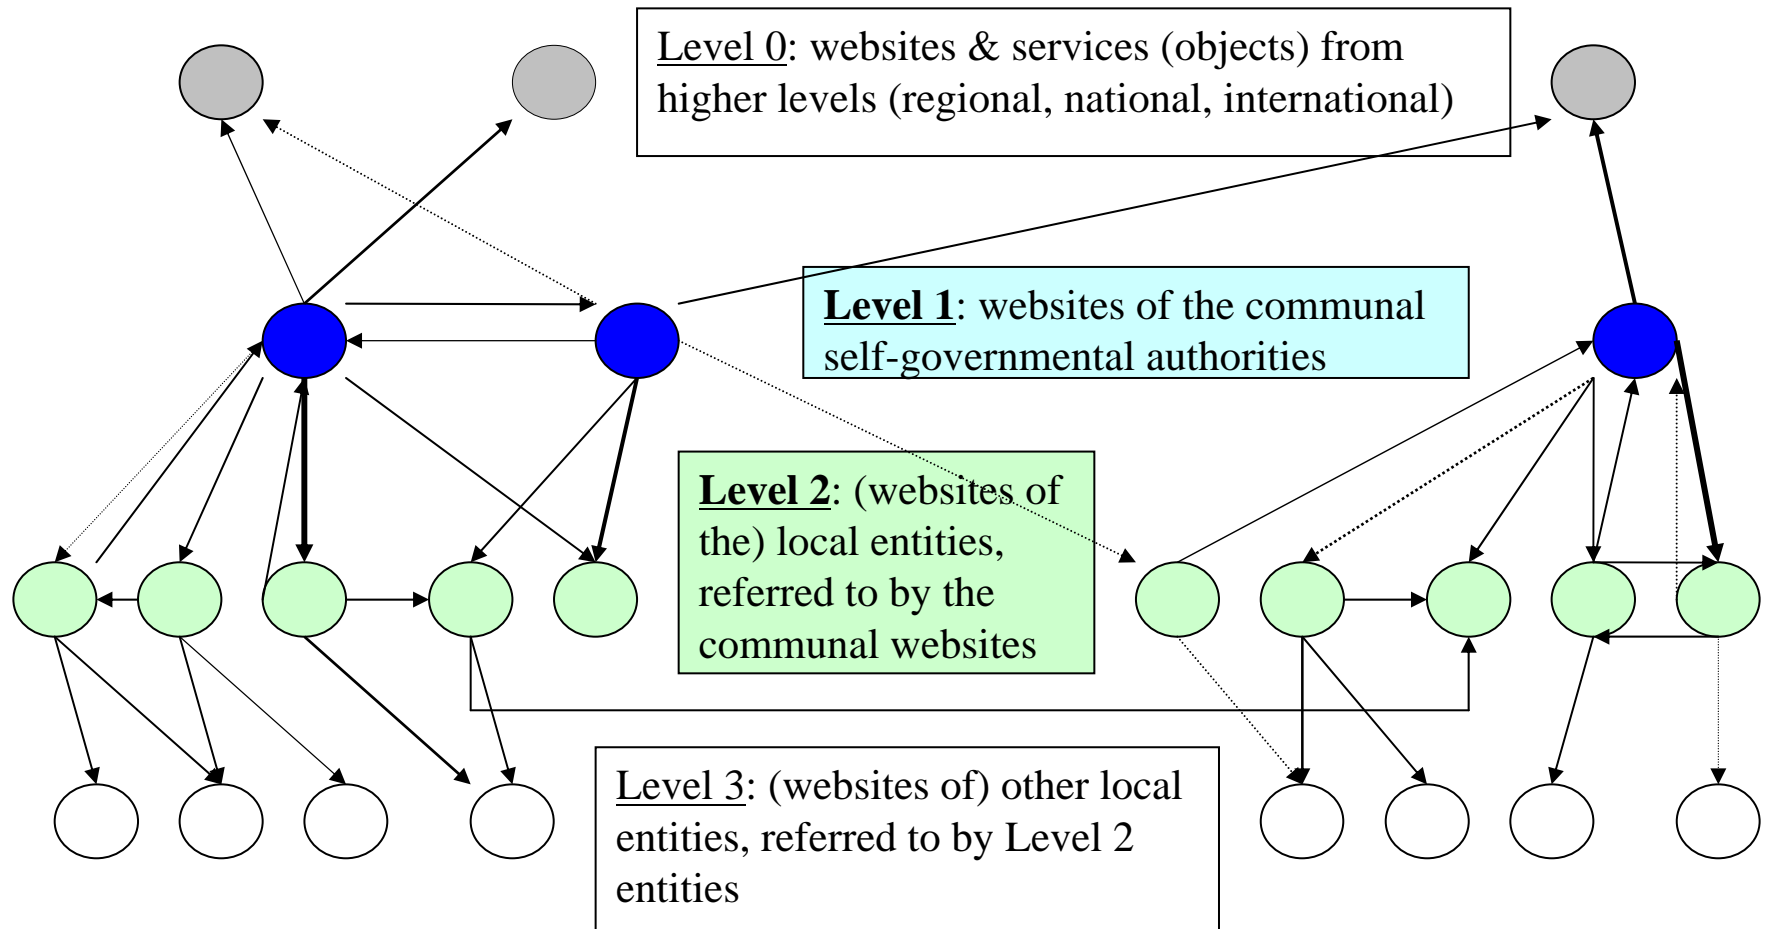 Level 0: websites & services (objects) from
higher levels (regional, national, international)
Level 1: websites of the communal
self-governmental authorities
Level 2: (websites of
the) local entities,
referred to by the
communal websites
Level 3: (websites of) other local
entities, referred to by Level 2
entities